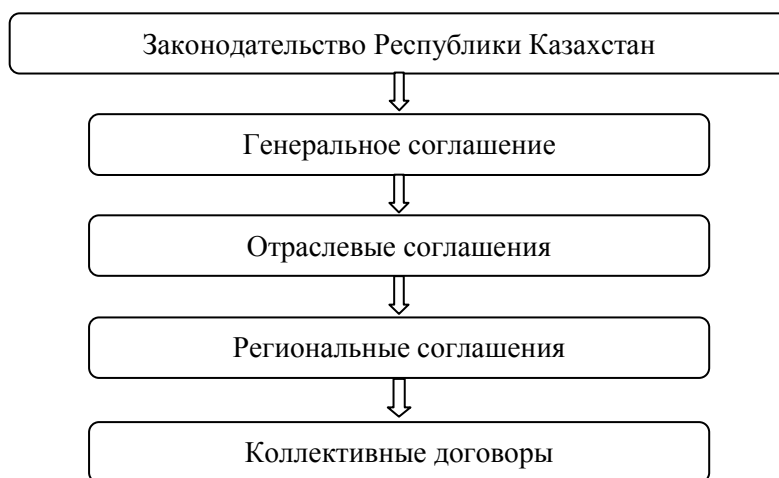 Законодательство Республики Казахстан
Генеральное соглашение
Отраслевые соглашения
Региональные соглашения
Коллективные договоры